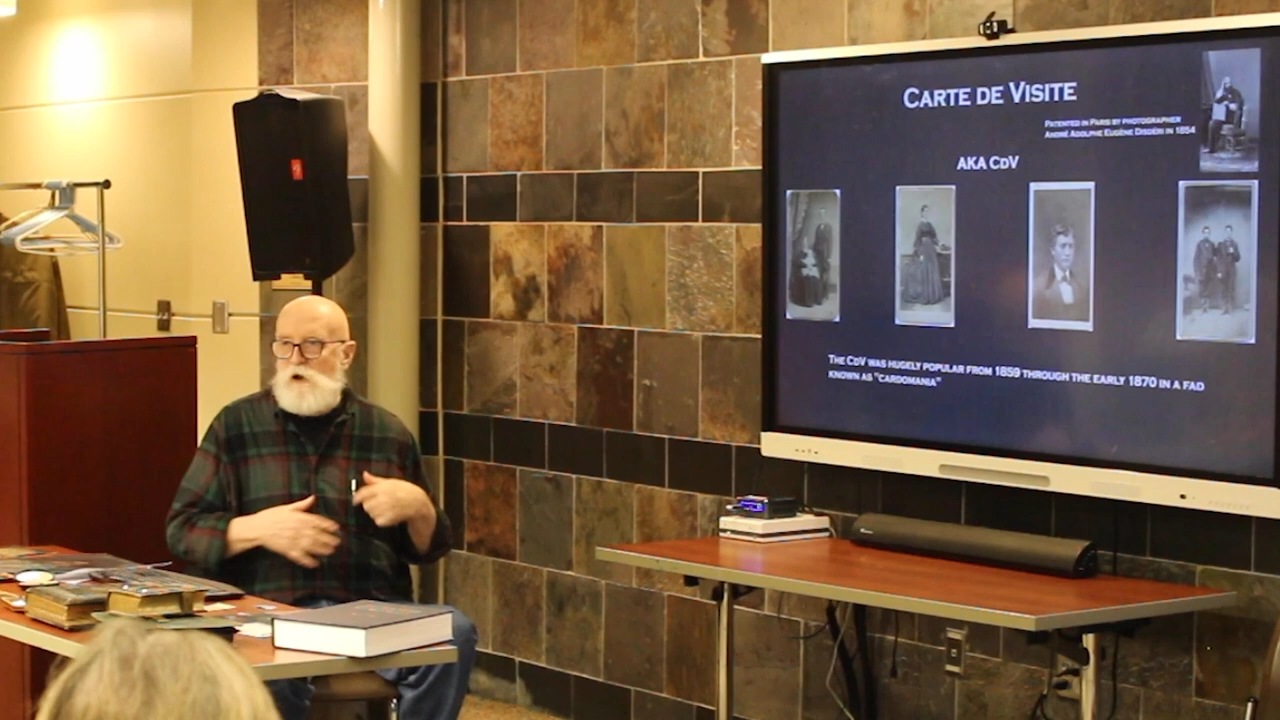 CARTE DE VISITE
PATENTED IN PARIS BY PHOTOGRAPHER
ANDRÉ ADOLPHE EUGÈNE DISDÉRI IN 1854
AKA CDV
THE CDV WAS HUGELY POPULAR FROM 1859 THROUGH THE EARLY 1870 IN A FAD
KNOWN AS "CARDOMANIA"